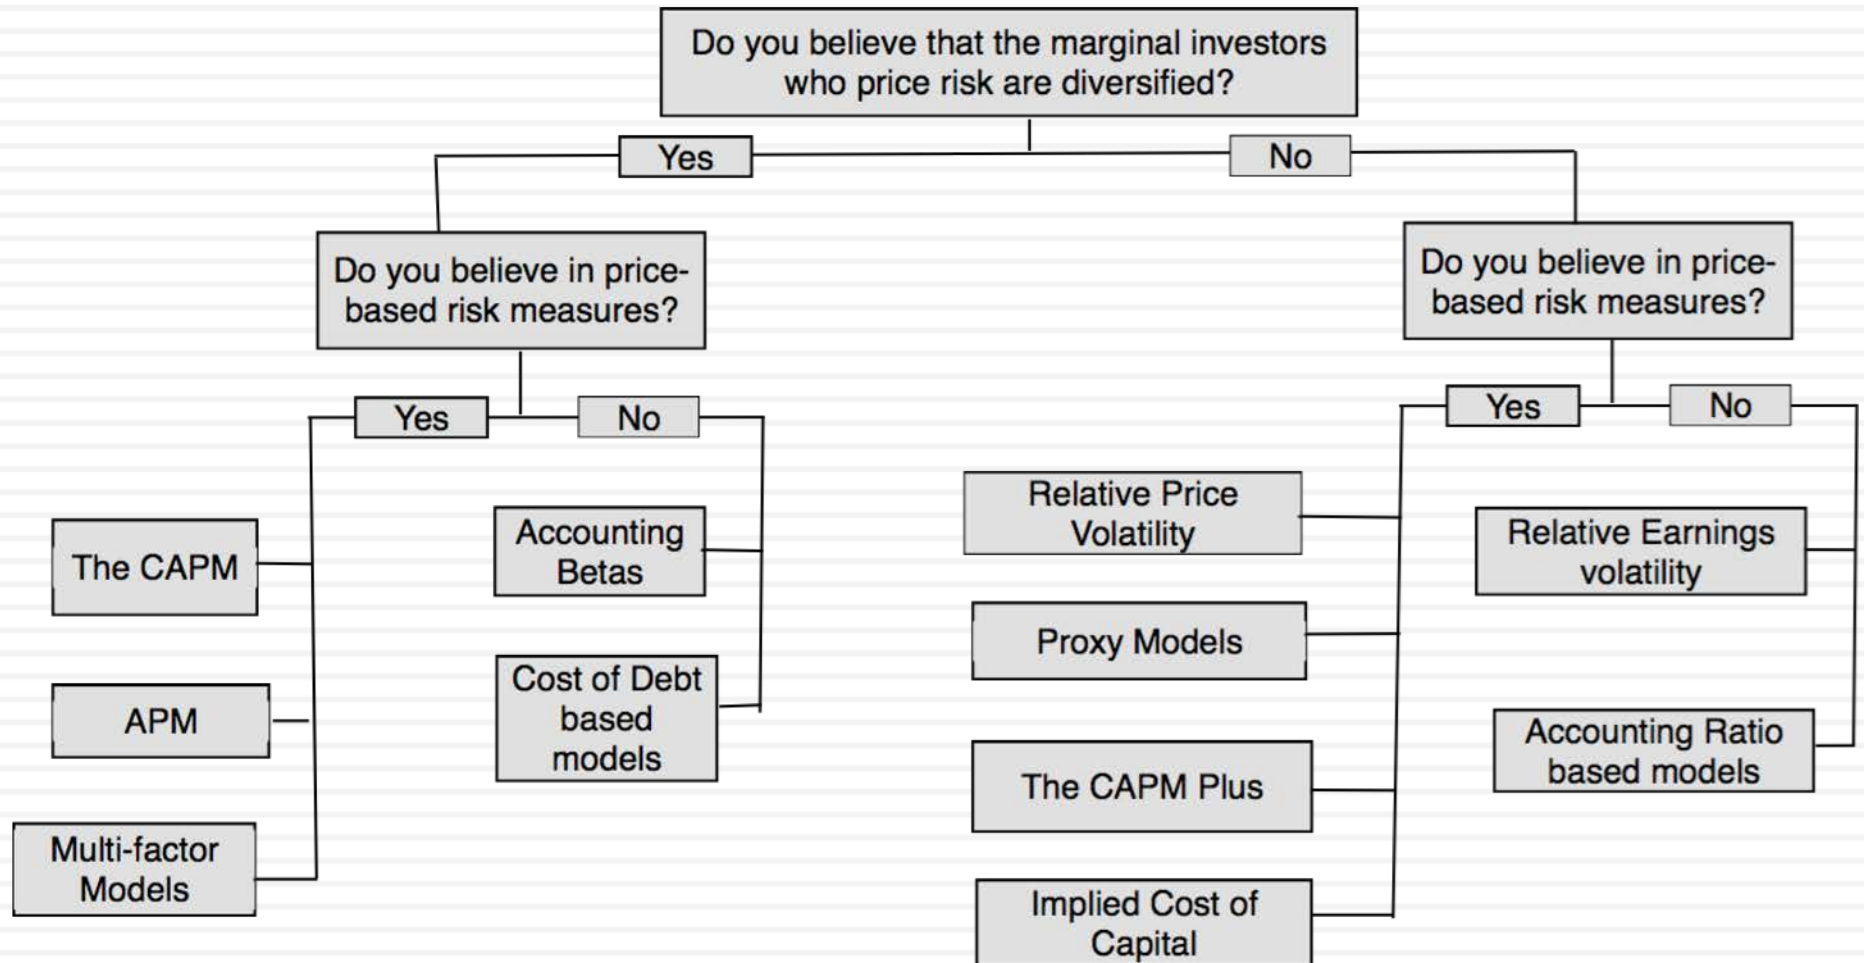 Do you believe that the marginal investors
who price risk are diversified?
Yes
No
Do you believe in price-
based risk measures?
Do you believe in price-
based risk measures?
Yes
No
Yes
No
The CAPM
APM
Multi-factor
Models
Accounting
Betas
Cost of Debt
based
models
Relative Price
Volatility
Proxy Models
The CAPM Plus
Implied Cost of
Capital
Relative Earnings
volatility
Accounting Ratio
based models